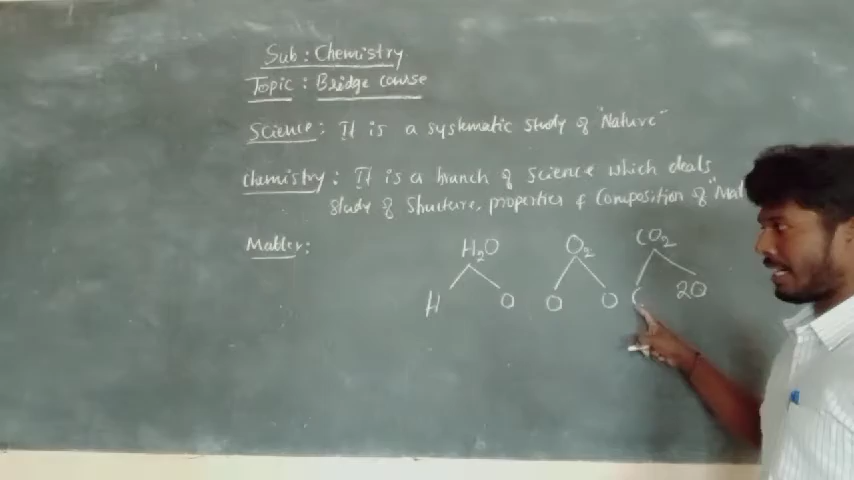 Sub: Chemistry
Topic: Bridge course
Science: It is a systematic study of "Nature"
Chemistry: It is a branch of science which deals
study of structure, properties & Composition of "Mat
Matter:
H₂O O₂ CO₂
H O O O C 2O